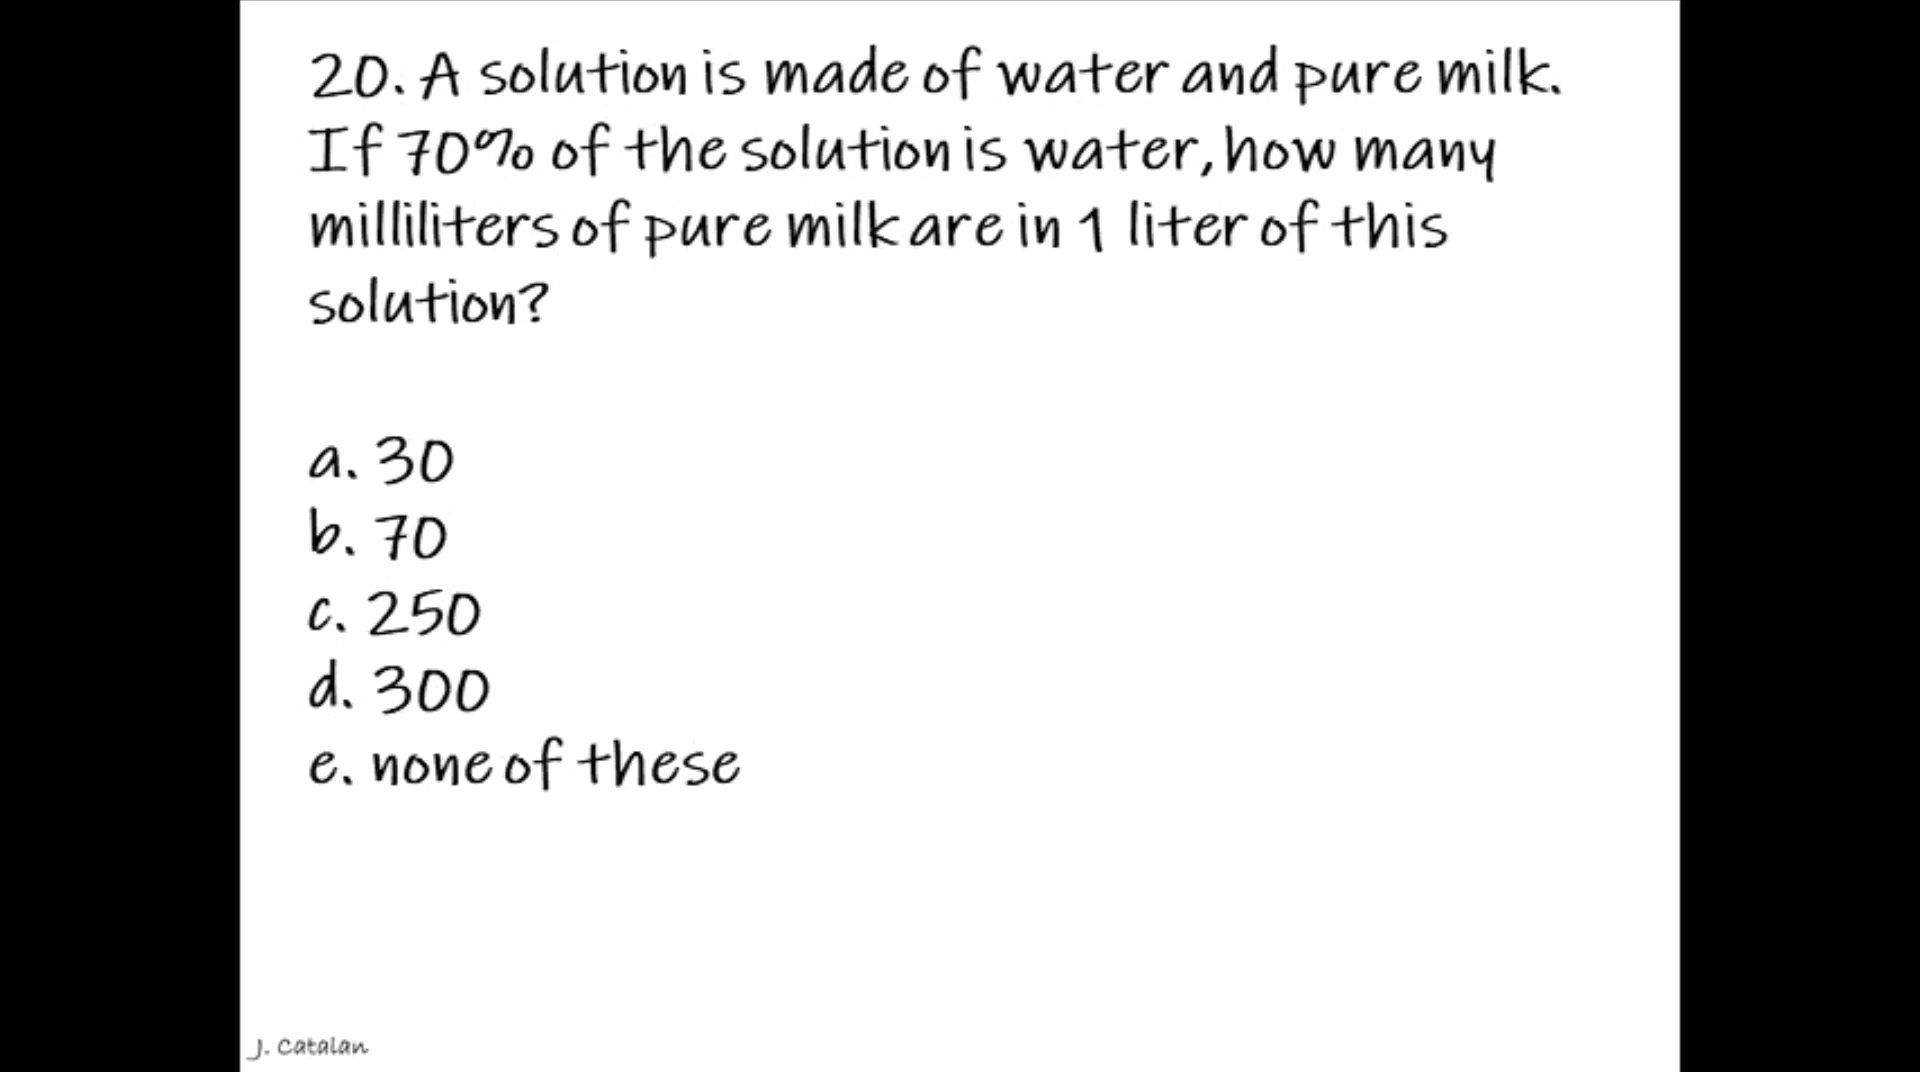 20. A solution is made of water and pure milk.
If 70% of the solution is water, how many
milliliters of pure milk are in 1 liter of this
solution?
a. 30
b. 70
c. 250
d. 300
e. none of these
J. Catalan